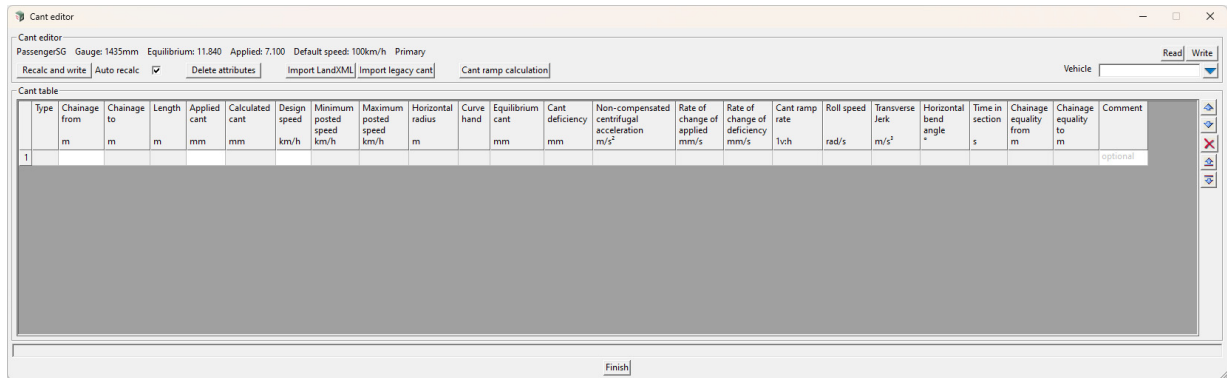 Cant editor
Cant editor
PassengerSG Gauge: 1435mm Equilibrium: 11.840 Applied: 7.100 Default speed: 100km/h Primary
Read Write
Recalc and write Auto recalc Delete attributes Import LandXML Import legacy cant Cant ramp calculation Vehicle
Cant table
Type Chainage from m Chainage to m Length m Applied cant mm Calculated cant mm Design speed km/h Minimum posted speed km/h Maximum posted speed km/h Horizontal radius m Curve hand Equilibrium cant mm Cant deficiency mm Non-compensated centrifugal acceleration m/s² Rate of change of applied mm/s Rate of change of deficiency mm/s Cant ramp rate 1v:h Roll speed rad/s Transverse Jerk m/s³ Horizontal bend angle ° Time in section s Chainage equality from m Chainage equality to m Comment
1 optional
Finish